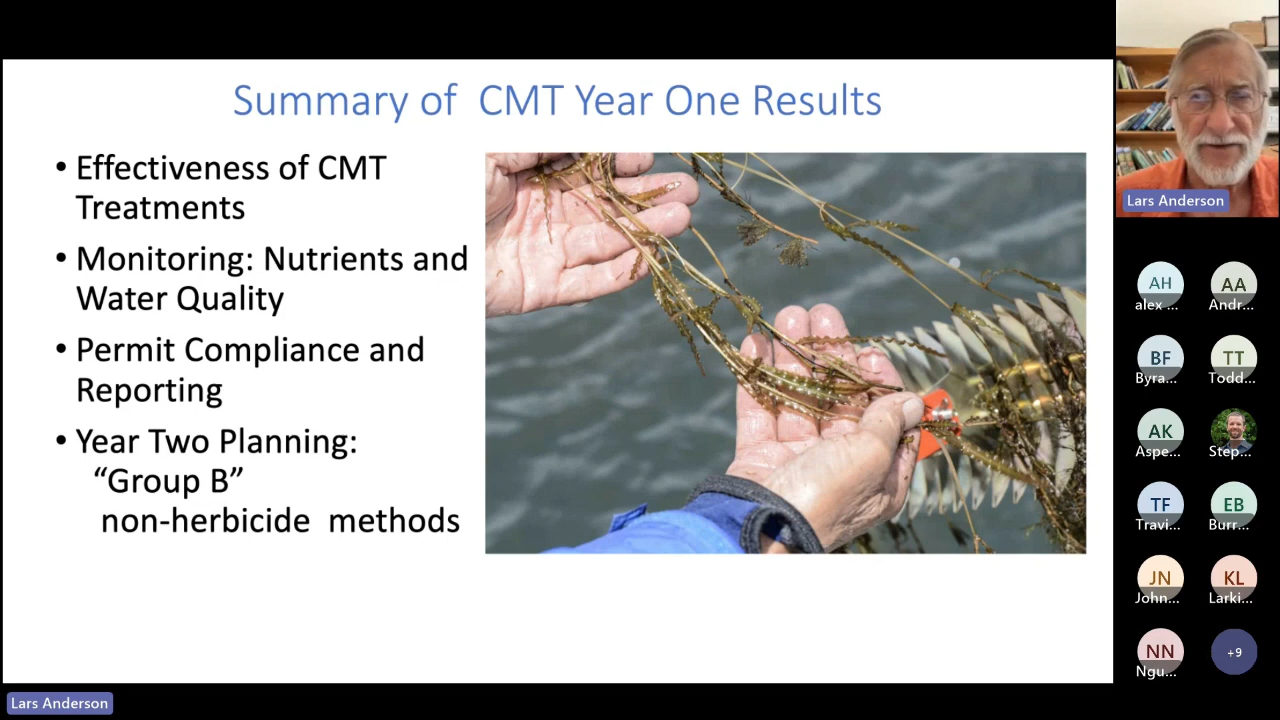 Summary of CMT Year One Results
• Effectiveness of CMT
Treatments
• Monitoring: Nutrients and
Water Quality
• Permit Compliance and
Reporting
• Year Two Planning:
“Group B”
non-herbicide methods
Lars Anderson
AH
alex ...
AA
Andr...
BF
Byra...
TT
Todd...
AK
Aspe...
Step...
TF
Travi...
EB
Burr...
JN
John...
KL
Larki...
NN
Ngu...
+9
Lars Anderson